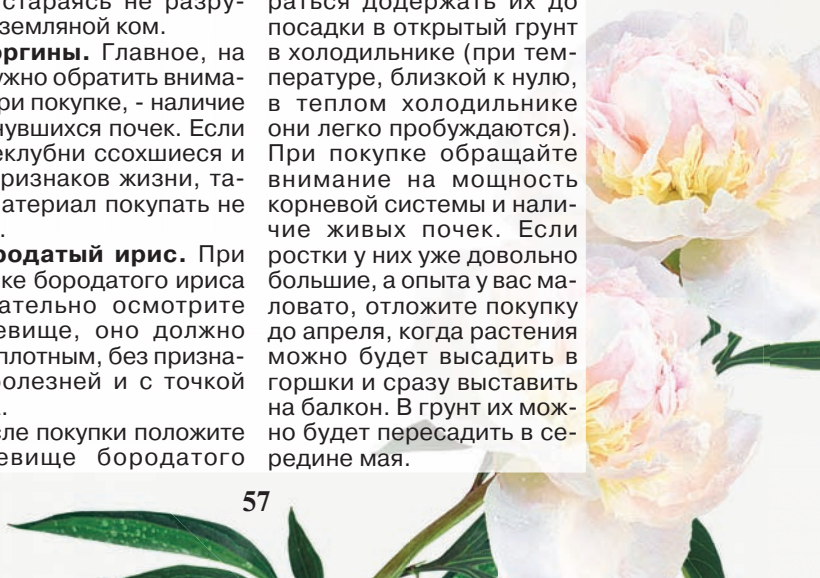 стараясь не разру-
земляной ком.
оргины. Главное, на
ужно обратить внима-
ри покупке, - наличие
нувшихся почек. Если
еклубни ссохшиеся и
ризнаков жизни, та-
атериал покупать не
.
родатый ирис. При
ке бородатого ириса
ательно осмотрите
евище, оно должно
плотным, без призна-
олезней и с точкой
.
сле покупки положите
евище бородатого
раться додержать их до
посадки в открытый грунт
в холодильнике (при тем-
пературе, близкой к нулю,
в теплом холодильнике
они легко пробуждаются).
При покупке обращайте
внимание на мощность
корневой системы и нали-
чие живых почек. Если
ростки у них уже довольно
большие, а опыта у вас ма-
ловато, отложите покупку
до апреля, когда растения
можно будет высадить в
горшки и сразу выставить
на балкон. В грунт их мож-
но будет пересадить в се-
редине мая.
57